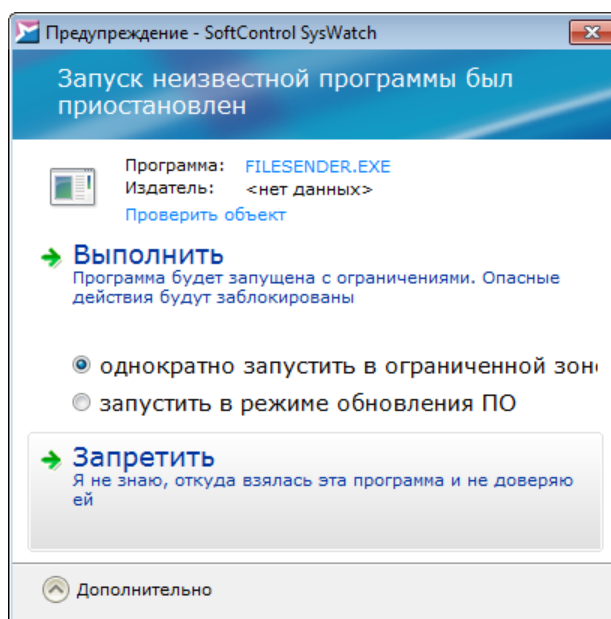 Предупреждение - SoftControl SysWatch
Запуск неизвестной программы был
приостановлен
Программа: FILESENDER.EXE
Издатель: <нет данных>
Проверить объект
Выполнить
Программа будет запущена с ограничениями. Опасные
действия будут заблокированы
однократно запустить в ограниченной зон
запустить в режиме обновления ПО
Запретить
Я не знаю, откуда взялась эта программа и не доверяю
ей
Дополнительно